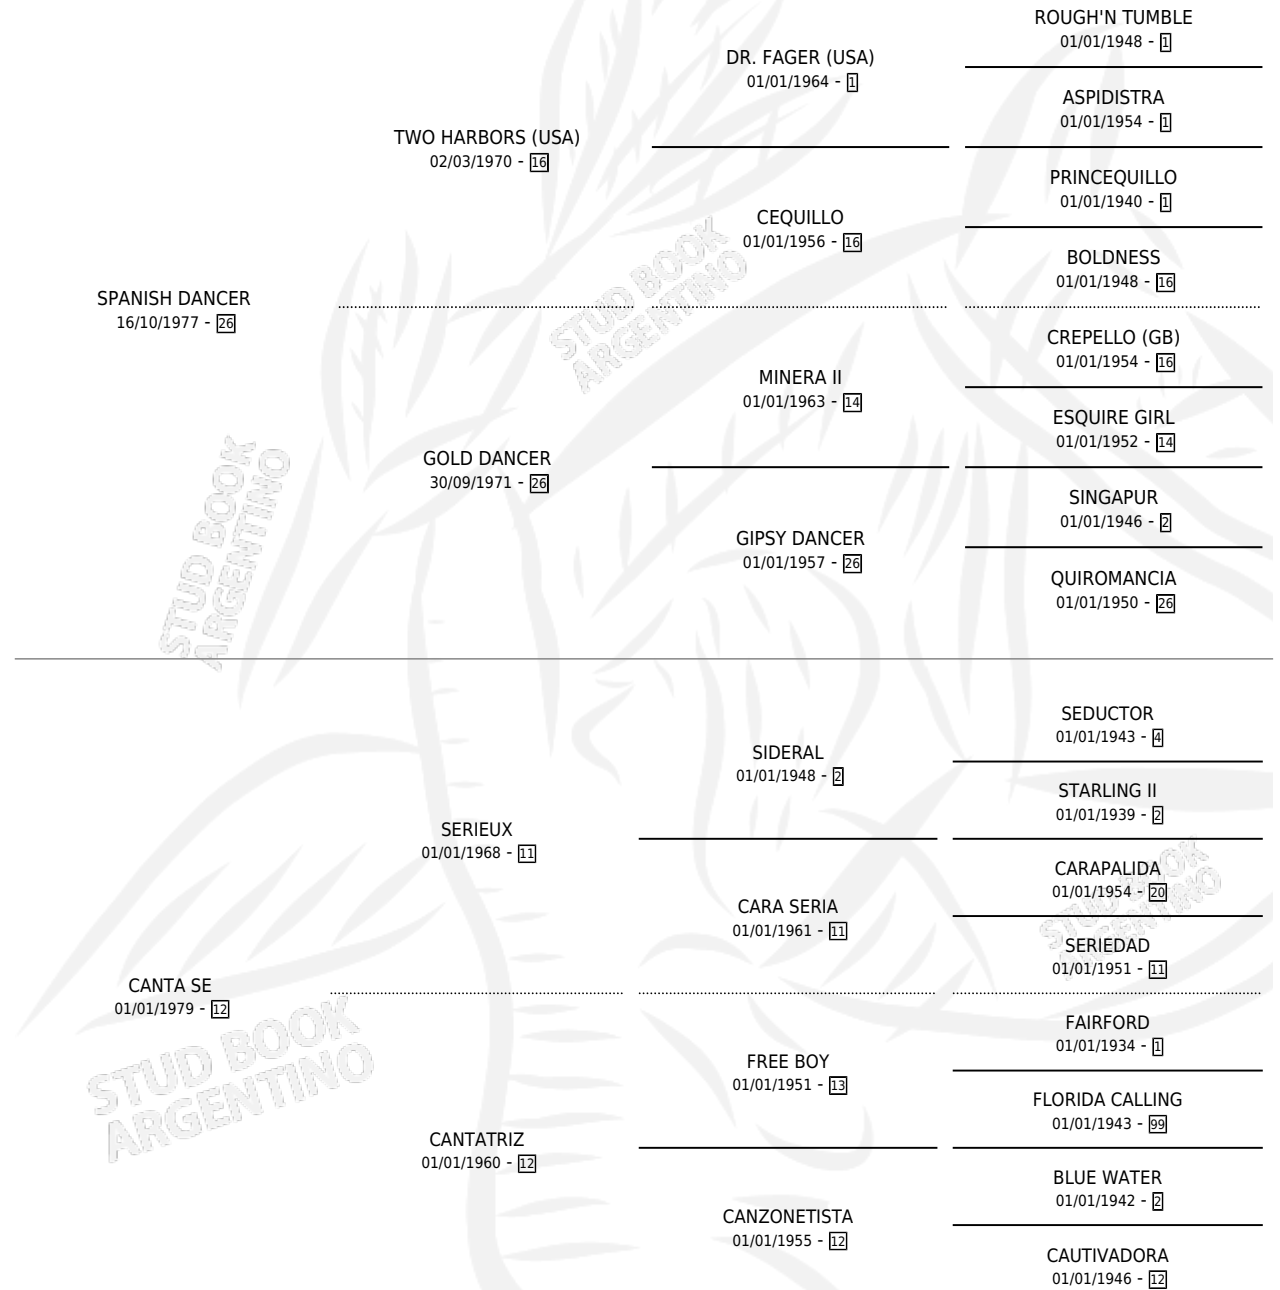 SPANISH DANCER
16/10/1977 - 26
TWO HARBORS (USA)
02/03/1970 - 16
GOLD DANCER
30/09/1971 - 26
DR. FAGER (USA)
01/01/1964 - 1
CEQUILLO
01/01/1956 - 16
MINERA II
01/01/1963 - 14
GIPSY DANCER
01/01/1957 - 26
ROUGH'N TUMBLE
01/01/1948 - 1
ASPIDISTRA
01/01/1954 - 1
PRINCEQUILLO
01/01/1940 - 1
BOLDNESS
01/01/1948 - 16
CREPELLO (GB)
01/01/1954 - 16
ESQUIRE GIRL
01/01/1952 - 14
SINGAPUR
01/01/1946 - 2
QUIROMANCIA
01/01/1950 - 26
CANTA SE
01/01/1979 - 12
SERIEUX
01/01/1968 - 11
CANTATRIZ
01/01/1960 - 12
SIDERAL
01/01/1948 - 2
CARA SERIA
01/01/1961 - 11
FREE BOY
01/01/1951 - 13
CANZONETISTA
01/01/1955 - 12
SEDUCTOR
01/01/1943 - 4
STARLING II
01/01/1939 - 2
CARAPALIDA
01/01/1954 - 20
SERIEDAD
01/01/1951 - 11
FAIRFORD
01/01/1934 - 1
FLORIDA CALLING
01/01/1943 - 99
BLUE WATER
01/01/1942 - 2
CAUTIVADORA
01/01/1946 - 12
STUD BOOK
ARGENTINO
STUD BOOK
ARGENTINO
STUD BOOK
ARGENTINO
STUD BOOK
ARGENTINO